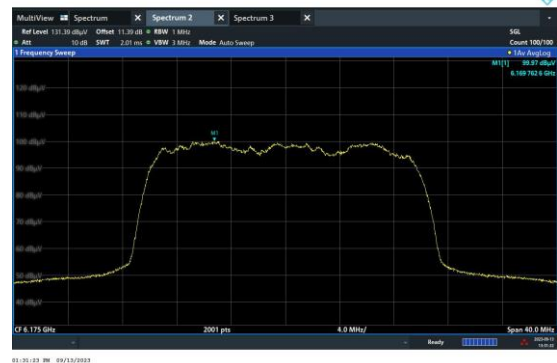 MultiView Spectrum X Spectrum 2 X Spectrum 3 X
Ref Level 131.39 dBµV Offset 11.39 dB RBW 1 MHz SGL
Att 10 dB SWT 2.01 ms VBW 3 MHz Mode Auto Sweep Count 100/100
1 Frequency Sweep 1Av AvgLog
M1[1] 99.97 dBµV
6.169 762 6 GHz
120 dBµV
110 dBµV
M1
100 dBµV
90 dBµV
80 dBµV
70 dBµV
60 dBµV
50 dBµV
40 dBµV
CF 6.175 GHz 2001 pts 4.0 MHz/ Span 40.0 MHz
Ready
01:31:23 PM 09/13/2023